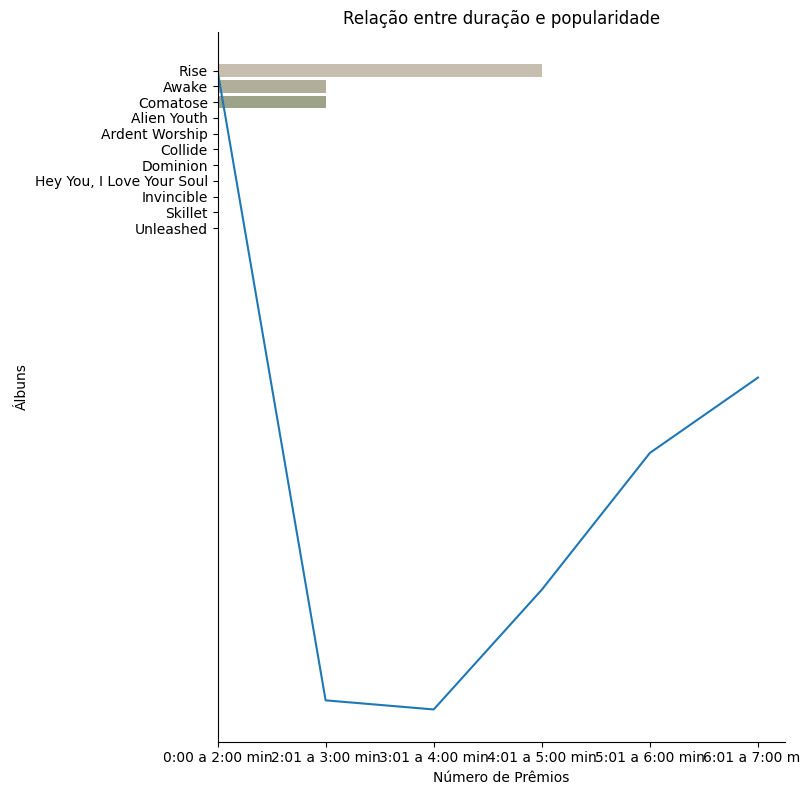 Relação entre duração e popularidade
Rise
Awake
Comatose
Alien Youth
Ardent Worship
Collide
Dominion
Hey You, I Love Your Soul
Invincible
Skillet
Unleashed
Álbuns
0:00 a 2:00 min 2:01 a 3:00 min 3:01 a 4:00 min 4:01 a 5:00 min 5:01 a 6:00 min 6:01 a 7:00 m
Número de Prêmios